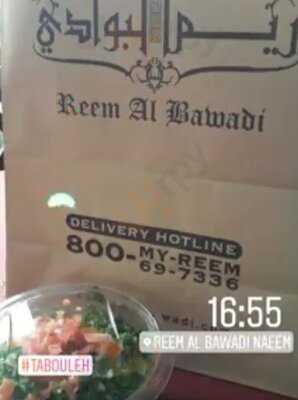 ريم البوادي
Reem Al Bawadi
DELIVERY HOTLINE
800-MY-REEM
69-7336
16:55
REEM AL BAWADI NAEEM
#TABOULEH